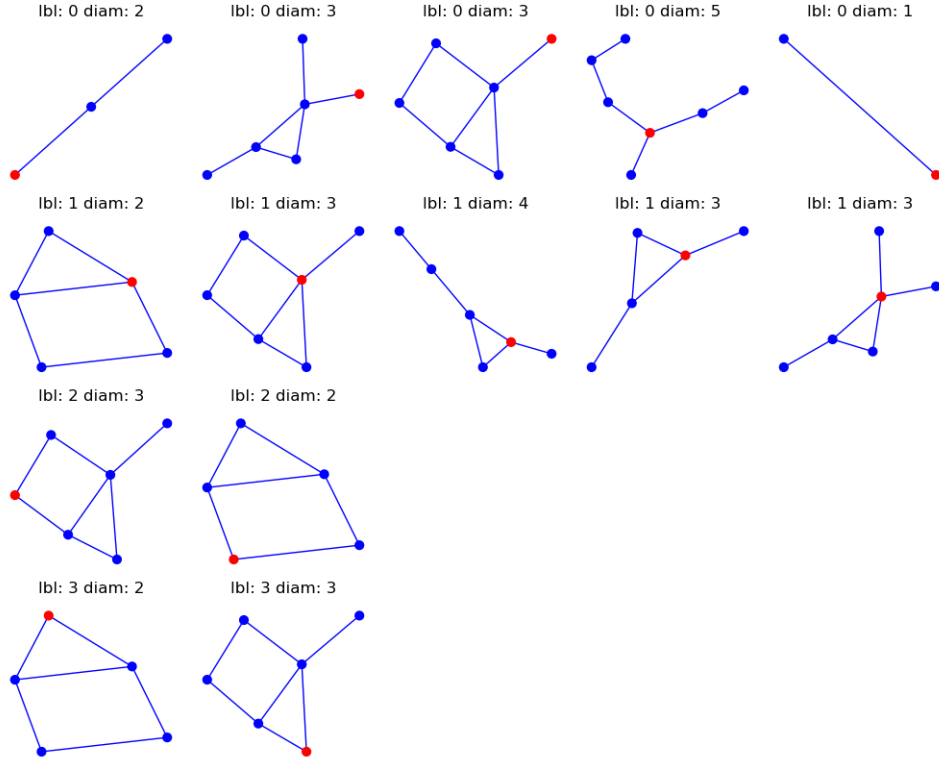 lbl: 0 diam: 2
lbl: 0 diam: 3
lbl: 0 diam: 3
lbl: 0 diam: 5
lbl: 0 diam: 1
lbl: 1 diam: 2
lbl: 1 diam: 3
lbl: 1 diam: 4
lbl: 1 diam: 3
lbl: 1 diam: 3
lbl: 2 diam: 3
lbl: 2 diam: 2
lbl: 3 diam: 2
lbl: 3 diam: 3